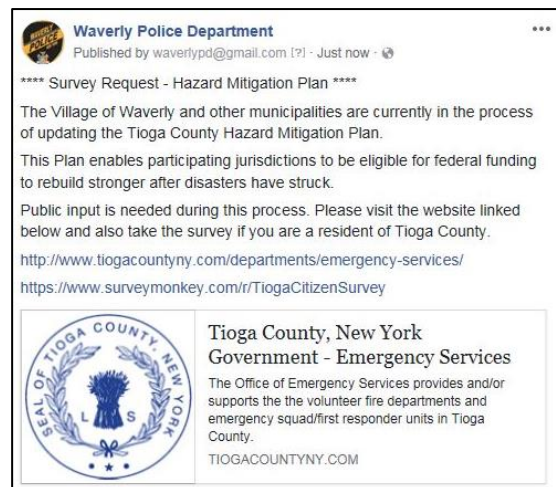 Waverly Police Department
Published by waverlypd@gmail.com [?] · Just now ·
**** Survey Request - Hazard Mitigation Plan ****
The Village of Waverly and other municipalities are currently in the process
of updating the Tioga County Hazard Mitigation Plan.
This Plan enables participating jurisdictions to be eligible for federal funding
to rebuild stronger after disasters have struck.
Public input is needed during this process. Please visit the website linked
below and also take the survey if you are a resident of Tioga County.
http://www.tiogacountyny.com/departments/emergency-services/
https://www.surveymonkey.com/r/TiogaCitizenSurvey
SEAL OF TIOGA COUNTY, NEW YORK
L S
Tioga County, New York
Government - Emergency Services
The Office of Emergency Services provides and/or
supports the the volunteer fire departments and
emergency squad/first responder units in Tioga
County.
TIOGACOUNTYNY.COM